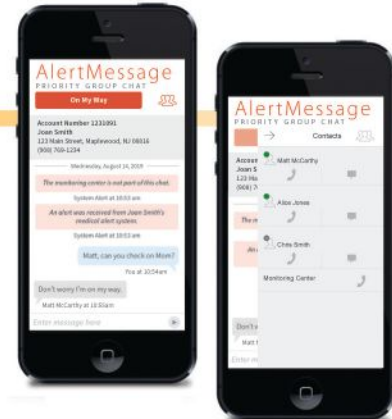 AlertMessage
PRIORITY GROUP CHAT
On My Way
Account Number 1231991
Joan Smith
123 Main Street, Maplewood, NJ 08016
(908) 769-1234
Wednesday, August 14, 2019
The monitoring center is not part of this chat.
System Alert at 10:53 am
An alert was received from Joan Smith's
medical alert system.
System Alert at 10:53 am
Matt, can you check on Mom?
You at 10:54am
Don't worry I'm on my way.
Matt McCarthy at 10:55am
Enter message here
AlertMessage
PRIORITY GROUP CHAT
Contacts
Matt McCarthy
Alice Jones
Chris Smith
Monitoring Center
Don't